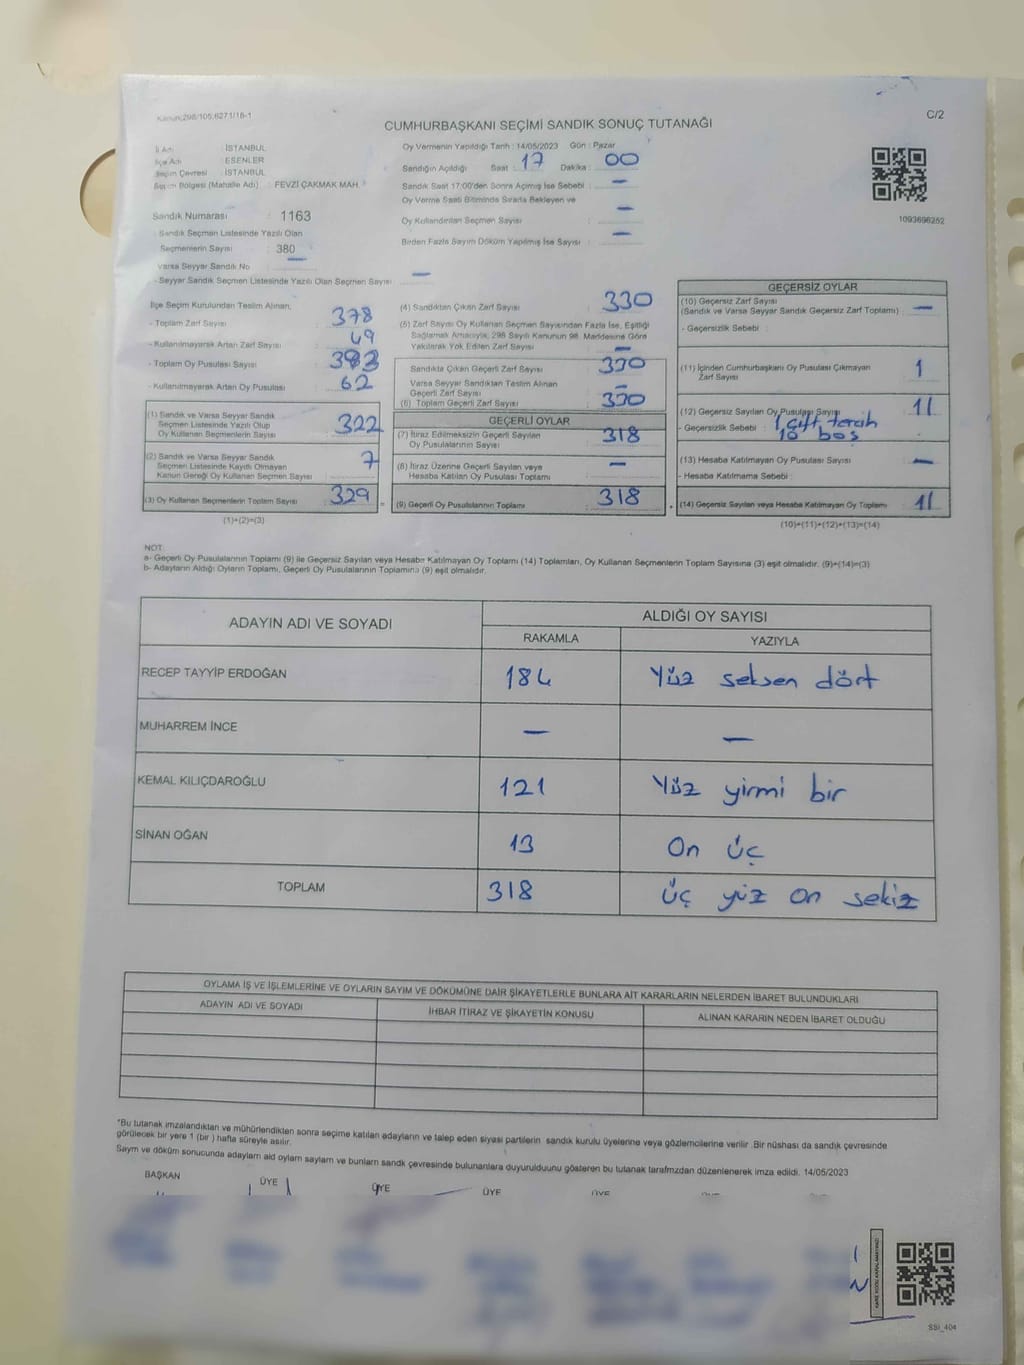 Kanun:298/105,6271/18-1
C/2
CUMHURBAŞKANI SEÇİMİ SANDIK SONUÇ TUTANAĞI
İl Adı : İSTANBUL
İlçe Adı : ESENLER
Seçim Çevresi : İSTANBUL
Seçim Bölgesi (Mahalle Adı) : FEVZİ ÇAKMAK MAH.
Sandık Numarası : 1163
Sandık Seçmen Listesinde Yazılı Olan
Seçmenlerin Sayısı : 380
Varsa Seyyar Sandık No —
- Seyyar Sandık Seçmen Listesinde Yazılı Olan Seçmen Sayısı : —
Oy Vermenin Yapıldığı Tarih : 14/05/2023 Gün : Pazar
Sandığın Açıldığı Saat : 17 Dakika : 00
Sandık Saat 17:00'den Sonra Açılmış İse Sebebi : —
Oy Verme Saati Bitiminde Sırada Bekleyen ve
Oy Kullandırılan Seçmen Sayısı : —
Birden Fazla Sayım Döküm Yapılmış İse Sayısı : —
1093696252
İlçe Seçim Kurulundan Teslim Alınan;
- Toplam Zarf Sayısı : 378
- Kullanılmayarak Artan Zarf Sayısı : 49
- Toplam Oy Pusulası Sayısı : 393
- Kullanılmayarak Artan Oy Pusulası : 62
(1) Sandık ve Varsa Seyyar Sandık
Seçmen Listesinde Yazılı Olup
Oy Kullanan Seçmenlerin Sayısı : 322
(2) Sandık ve Varsa Seyyar Sandık
Seçmen Listesinde Kayıtlı Olmayan
Kanun Gereği Oy Kullanan Seçmen Sayısı : 7
(3) Oy Kullanan Seçmenlerin Toplam Sayısı : 329
(1)+(2)=(3)
(4) Sandıktan Çıkan Zarf Sayısı : 330
(5) Zarf Sayısı Oy Kullanan Seçmen Sayısından Fazla İse, Eşitliği
Sağlamak Amacıyla; 298 Sayılı Kanunun 98. Maddesine Göre
Yakılarak Yok Edilen Zarf Sayısı : —
Sandıkta Çıkan Geçerli Zarf Sayısı : 330
Varsa Seyyar Sandıktan Teslim Alınan
Geçerli Zarf Sayısı : —
(6) Toplam Geçerli Zarf Sayısı : 330
GEÇERLİ OYLAR
(7) İtiraz Edilmeksizin Geçerli Sayılan
Oy Pusulalarının Sayısı : 318
(8) İtiraz Üzerine Geçerli Sayılan veya
Hesaba Katılan Oy Pusulası Toplamı : —
(9) Geçerli Oy Pusulalarının Toplamı : 318
GEÇERSİZ OYLAR
(10) Geçersiz Zarf Sayısı
(Sandık ve Varsa Seyyar Sandık Geçersiz Zarf Toplamı) : —
- Geçersizlik Sebebi :
(11) İçinden Cumhurbaşkanı Oy Pusulası Çıkmayan
Zarf Sayısı : 1
(12) Geçersiz Sayılan Oy Pusulası Sayısı : 11
- Geçersizlik Sebebi : 1 çift tercih
10 boş
(13) Hesaba Katılmayan Oy Pusulası Sayısı : —
- Hesaba Katılmama Sebebi :
(14) Geçersiz Sayılan veya Hesaba Katılmayan Oy Toplamı : 11
(10)+(11)+(12)+(13)=(14)
NOT:
a- Geçerli Oy Pusulalarının Toplamı (9) ile Geçersiz Sayılan veya Hesaba Katılmayan Oy Toplamı (14) Toplamları, Oy Kullanan Seçmenlerin Toplam Sayısına (3) eşit olmalıdır. (9)+(14)=(3)
b- Adayların Aldığı Oyların Toplamı, Geçerli Oy Pusulalarının Toplamına (9) eşit olmalıdır.
ADAYIN ADI VE SOYADI ALDIĞI OY SAYISI
RAKAMLA YAZIYLA
RECEP TAYYİP ERDOĞAN 184 Yüz seksen dört
MUHARREM İNCE — —
KEMAL KILIÇDAROĞLU 121 Yüz yirmi bir
SİNAN OĞAN 13 On üç
TOPLAM 318 üç yüz on sekiz
OYLAMA İŞ VE İŞLEMLERİNE VE OYLARIN SAYIM VE DÖKÜMÜNE DAİR ŞİKAYETLERLE BUNLARA AİT KARARLARIN NELERDEN İBARET BULUNDUKLARI
ADAYIN ADI VE SOYADI İHBAR İTİRAZ VE ŞİKAYETİN KONUSU ALINAN KARARIN NEDEN İBARET OLDUĞU
*Bu tutanak imzalandıktan ve mühürlendikten sonra seçime katılan adayların ve talep eden siyasi partilerin sandık kurulu üyelerine veya gözlemcilerine verilir .Bir nüshası da sandık çevresinde
görülecek bir yere 1 (bir ) hafta süreyle asılır.
Sayım ve döküm sonucunda adayların aldı oyların sayları ve bunların sandık çevresinde bulunanlara duyurulduunu gösteren bu tutanak tarafmzdan düzenlenerek imza edildi. 14/05/2023
BAŞKAN ÜYE ÜYE ÜYE ÜYE
SSİ_404